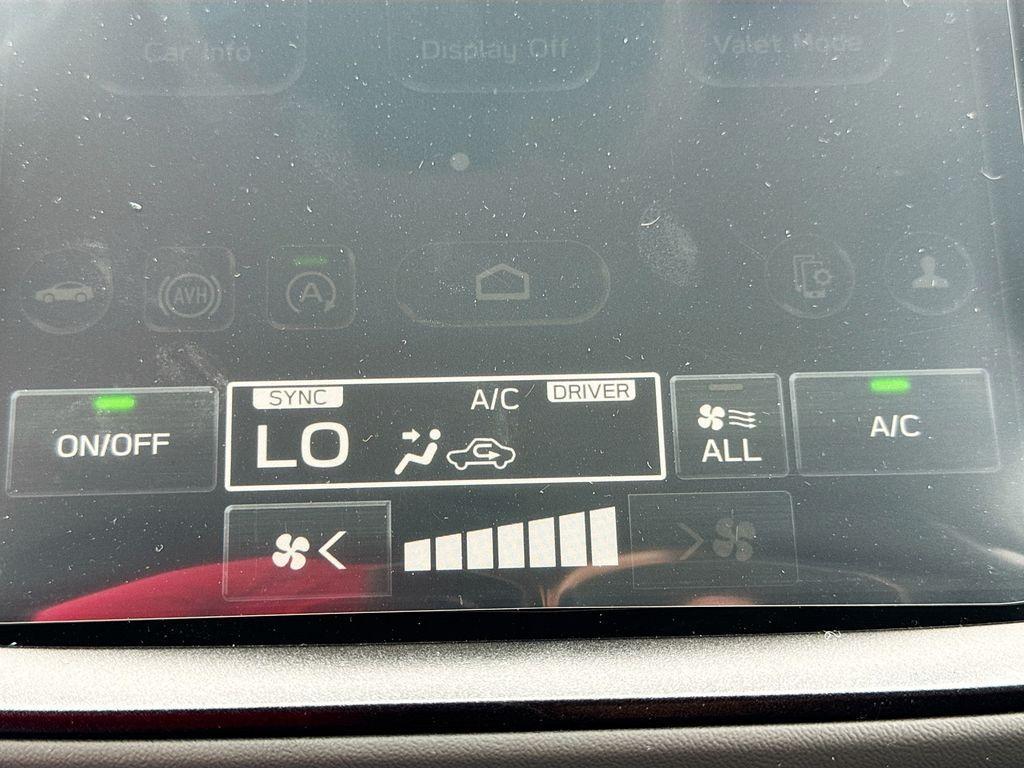 Car Info
Display Off
Valet Mode
AVH
A
SYNC
A/C
DRIVER
ON/OFF
LO
ALL
A/C